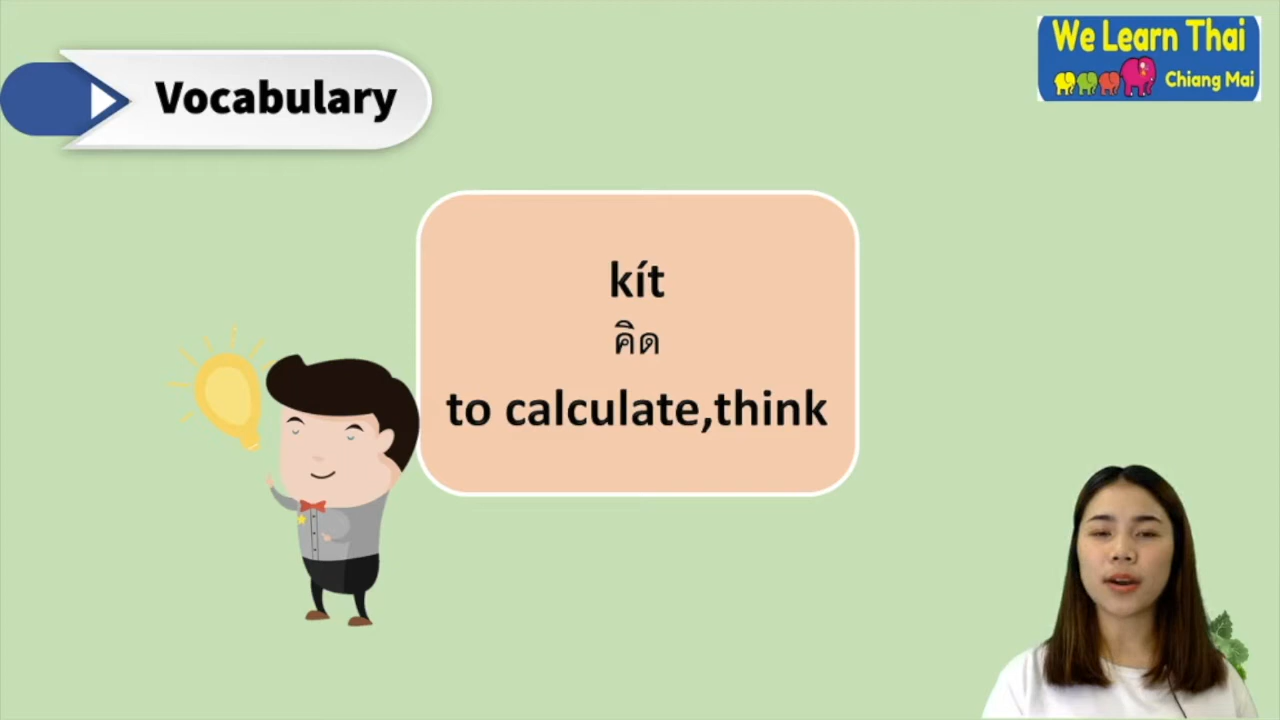 We Learn Thai
Chiang Mai
Vocabulary
kít
คิด
to calculate,think